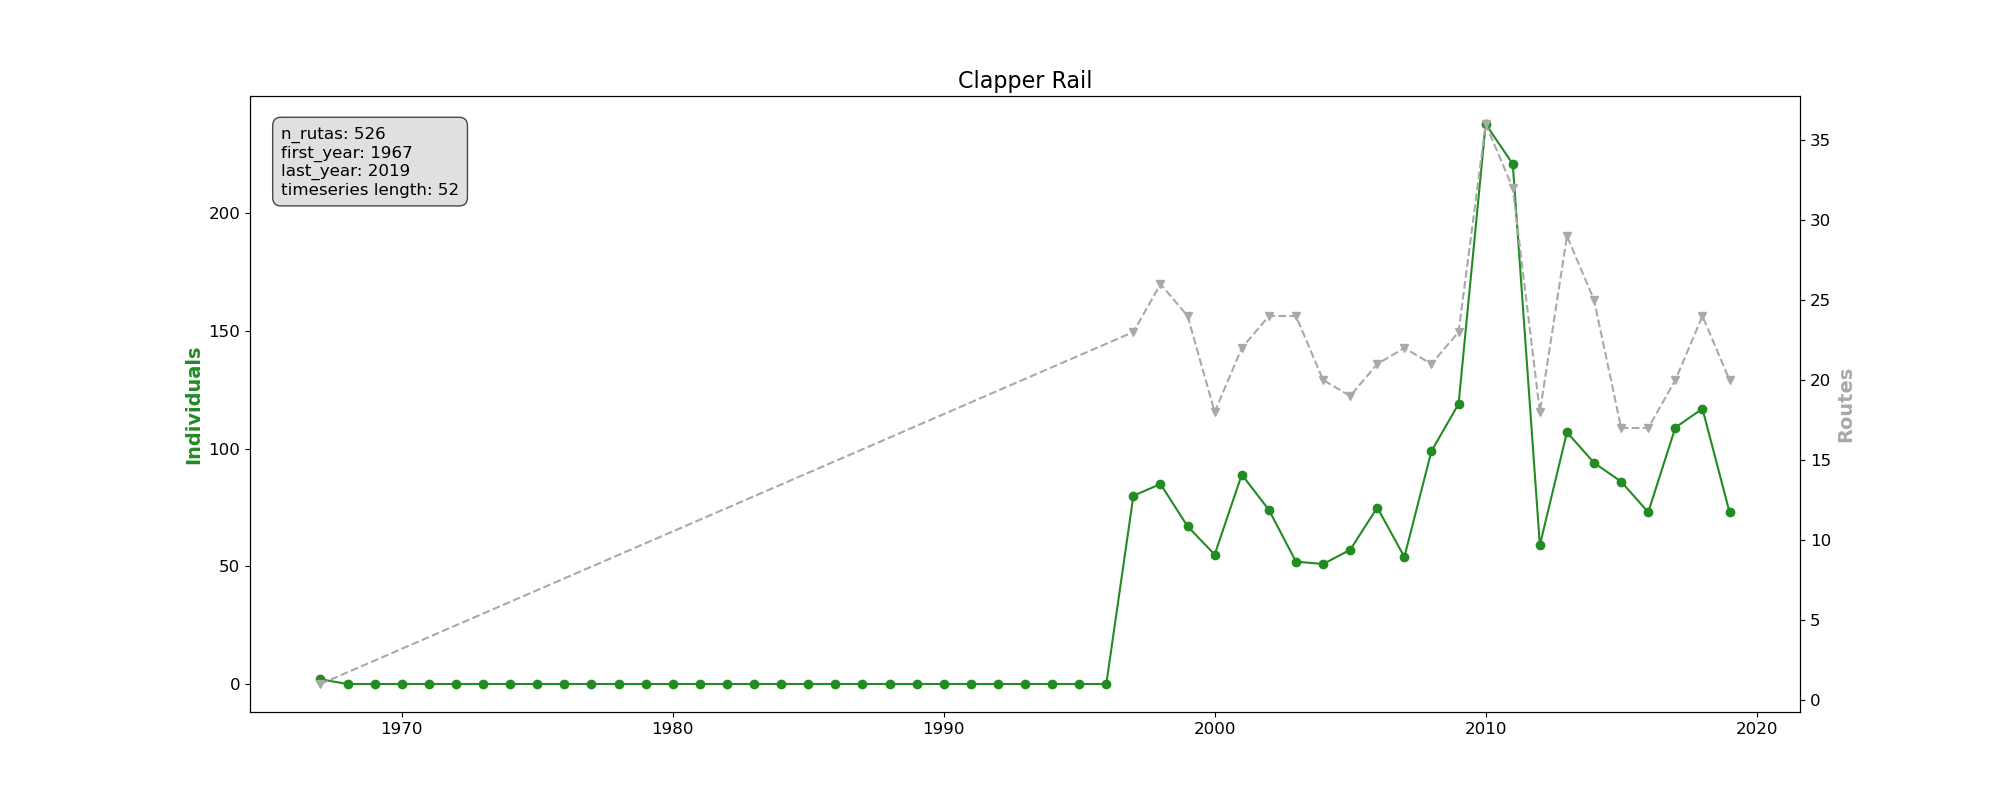 Clapper Rail
n_rutas: 526
first_year: 1967
last_year: 2019
timeseries length: 52
Individuals
200
150
100
50
0
35
30
25
20
15
10
5
0
Routes
1970 1980 1990 2000 2010 2020